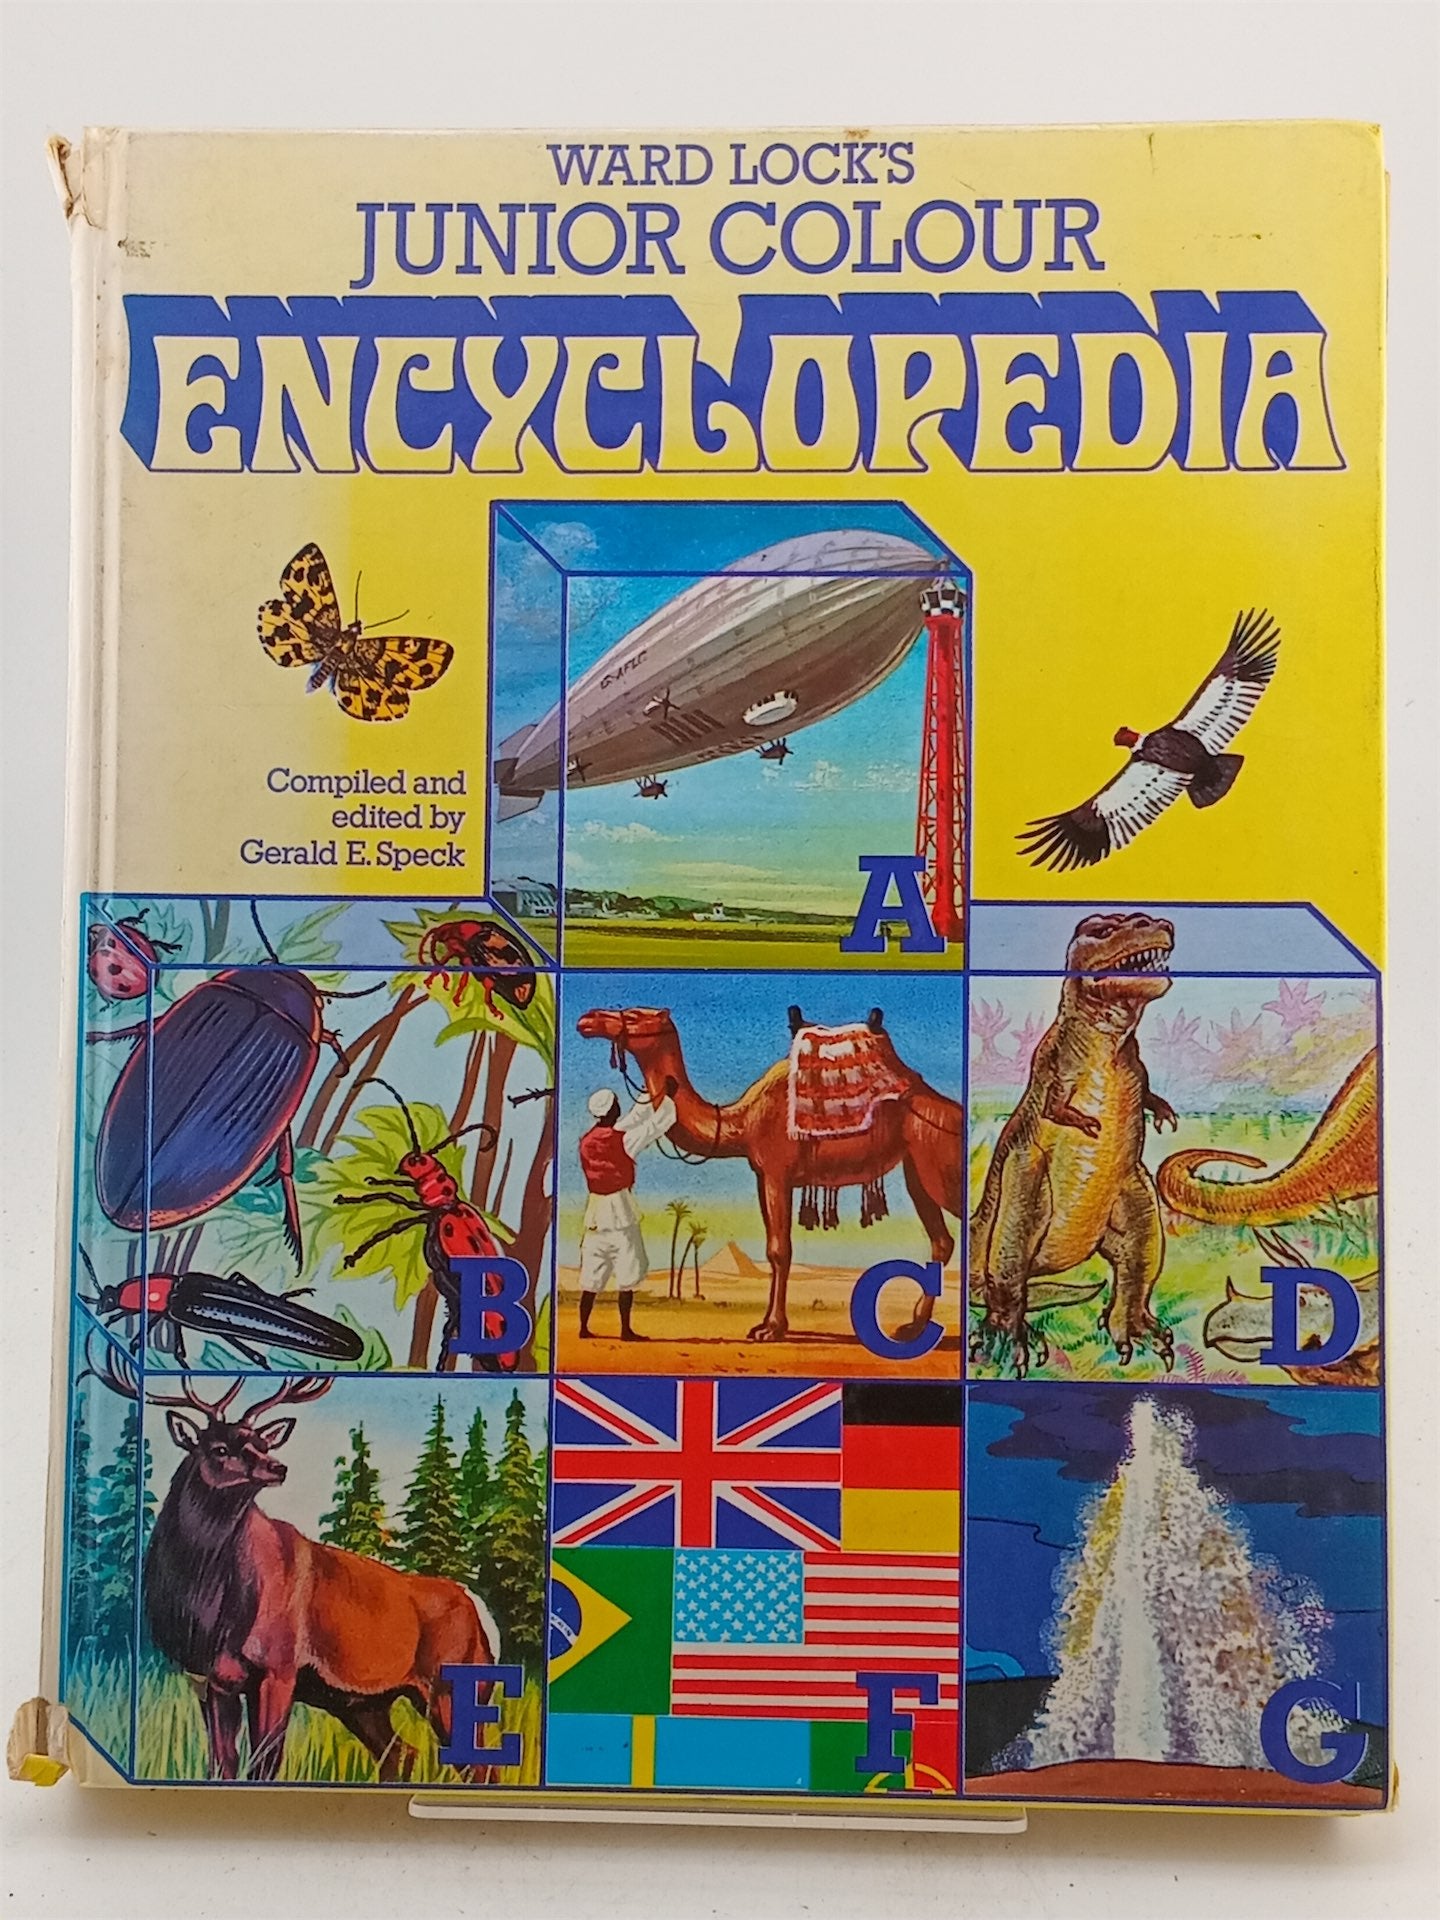 WARD LOCK'S
JUNIOR COLOUR
ENCYCLOPEDIA
Compiled and
edited by
Gerald E. Speck
A
B
C
D
E
F
G